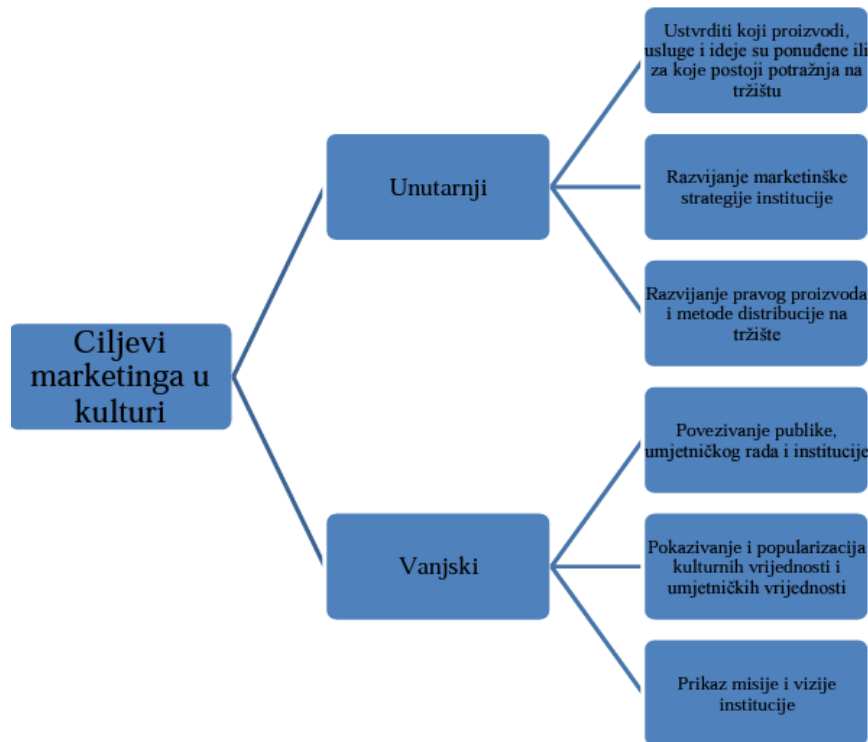 Ciljevi
marketinga u
kulturi
Unutarnji
Ustvrditi koji proizvodi,
usluge i ideje su ponuđene ili
za koje postoji potražnja na
tržištu
Razvijanje marketinške
strategije institucije
Razvijanje pravog proizvoda
i metode distribucije na
tržište
Vanjski
Povezivanje publike,
umjetničkog rada i institucije
Pokazivanje i popularizacija
kulturnih vrijednosti i
umjetničkih vrijednosti
Prikaz misije i vizije
institucije